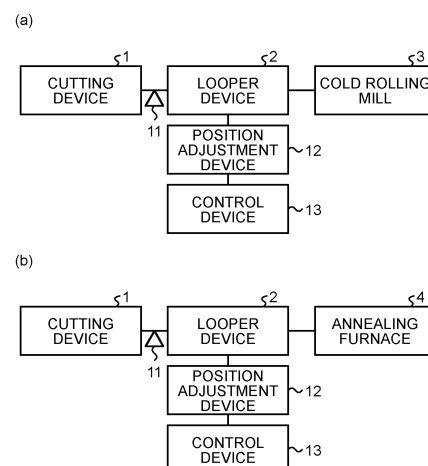 (a)
1 2 3
CUTTING DEVICE LOOPER DEVICE COLD ROLLING MILL
11
POSITION ADJUSTMENT DEVICE 12
CONTROL DEVICE 13
(b)
1 2 4
CUTTING DEVICE LOOPER DEVICE ANNEALING FURNACE
11
POSITION ADJUSTMENT DEVICE 12
CONTROL DEVICE 13